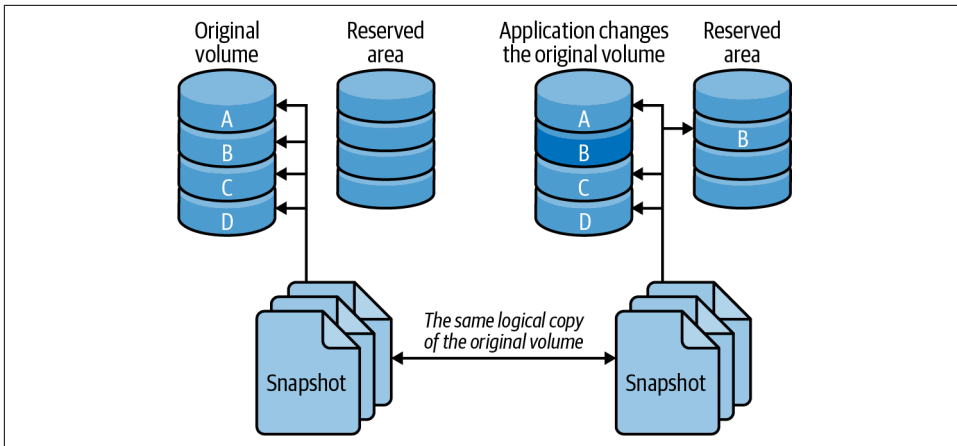 Original
volume
Reserved
area
Application changes
the original volume
Reserved
area
A
B
C
D
A
B
C
D
B
The same logical copy
of the original volume
Snapshot
Snapshot